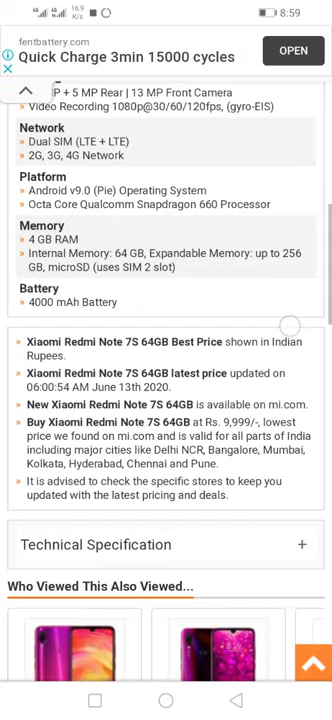 16.9
K/s
8:59
fentbattery.com
Quick Charge 3min 15000 cycles
OPEN
P + 5 MP Rear | 13 MP Front Camera
» Video Recording 1080p@30/60/120fps, (gyro-EIS)
Network
» Dual SIM (LTE + LTE)
» 2G, 3G, 4G Network
Platform
» Android v9.0 (Pie) Operating System
» Octa Core Qualcomm Snapdragon 660 Processor
Memory
» 4 GB RAM
» Internal Memory: 64 GB, Expandable Memory: up to 256
GB, microSD (uses SIM 2 slot)
Battery
» 4000 mAh Battery
» Xiaomi Redmi Note 7S 64GB Best Price shown in Indian
Rupees.
» Xiaomi Redmi Note 7S 64GB latest price updated on
06:00:54 AM June 13th 2020.
» New Xiaomi Redmi Note 7S 64GB is available on mi.com.
» Buy Xiaomi Redmi Note 7S 64GB at Rs. 9,999/-, lowest
price we found on mi.com and is valid for all parts of India
including major cities like Delhi NCR, Bangalore, Mumbai,
Kolkata, Hyderabad, Chennai and Pune.
» It is advised to check the specific stores to keep you
updated with the latest pricing and deals.
Technical Specification +
Who Viewed This Also Viewed...